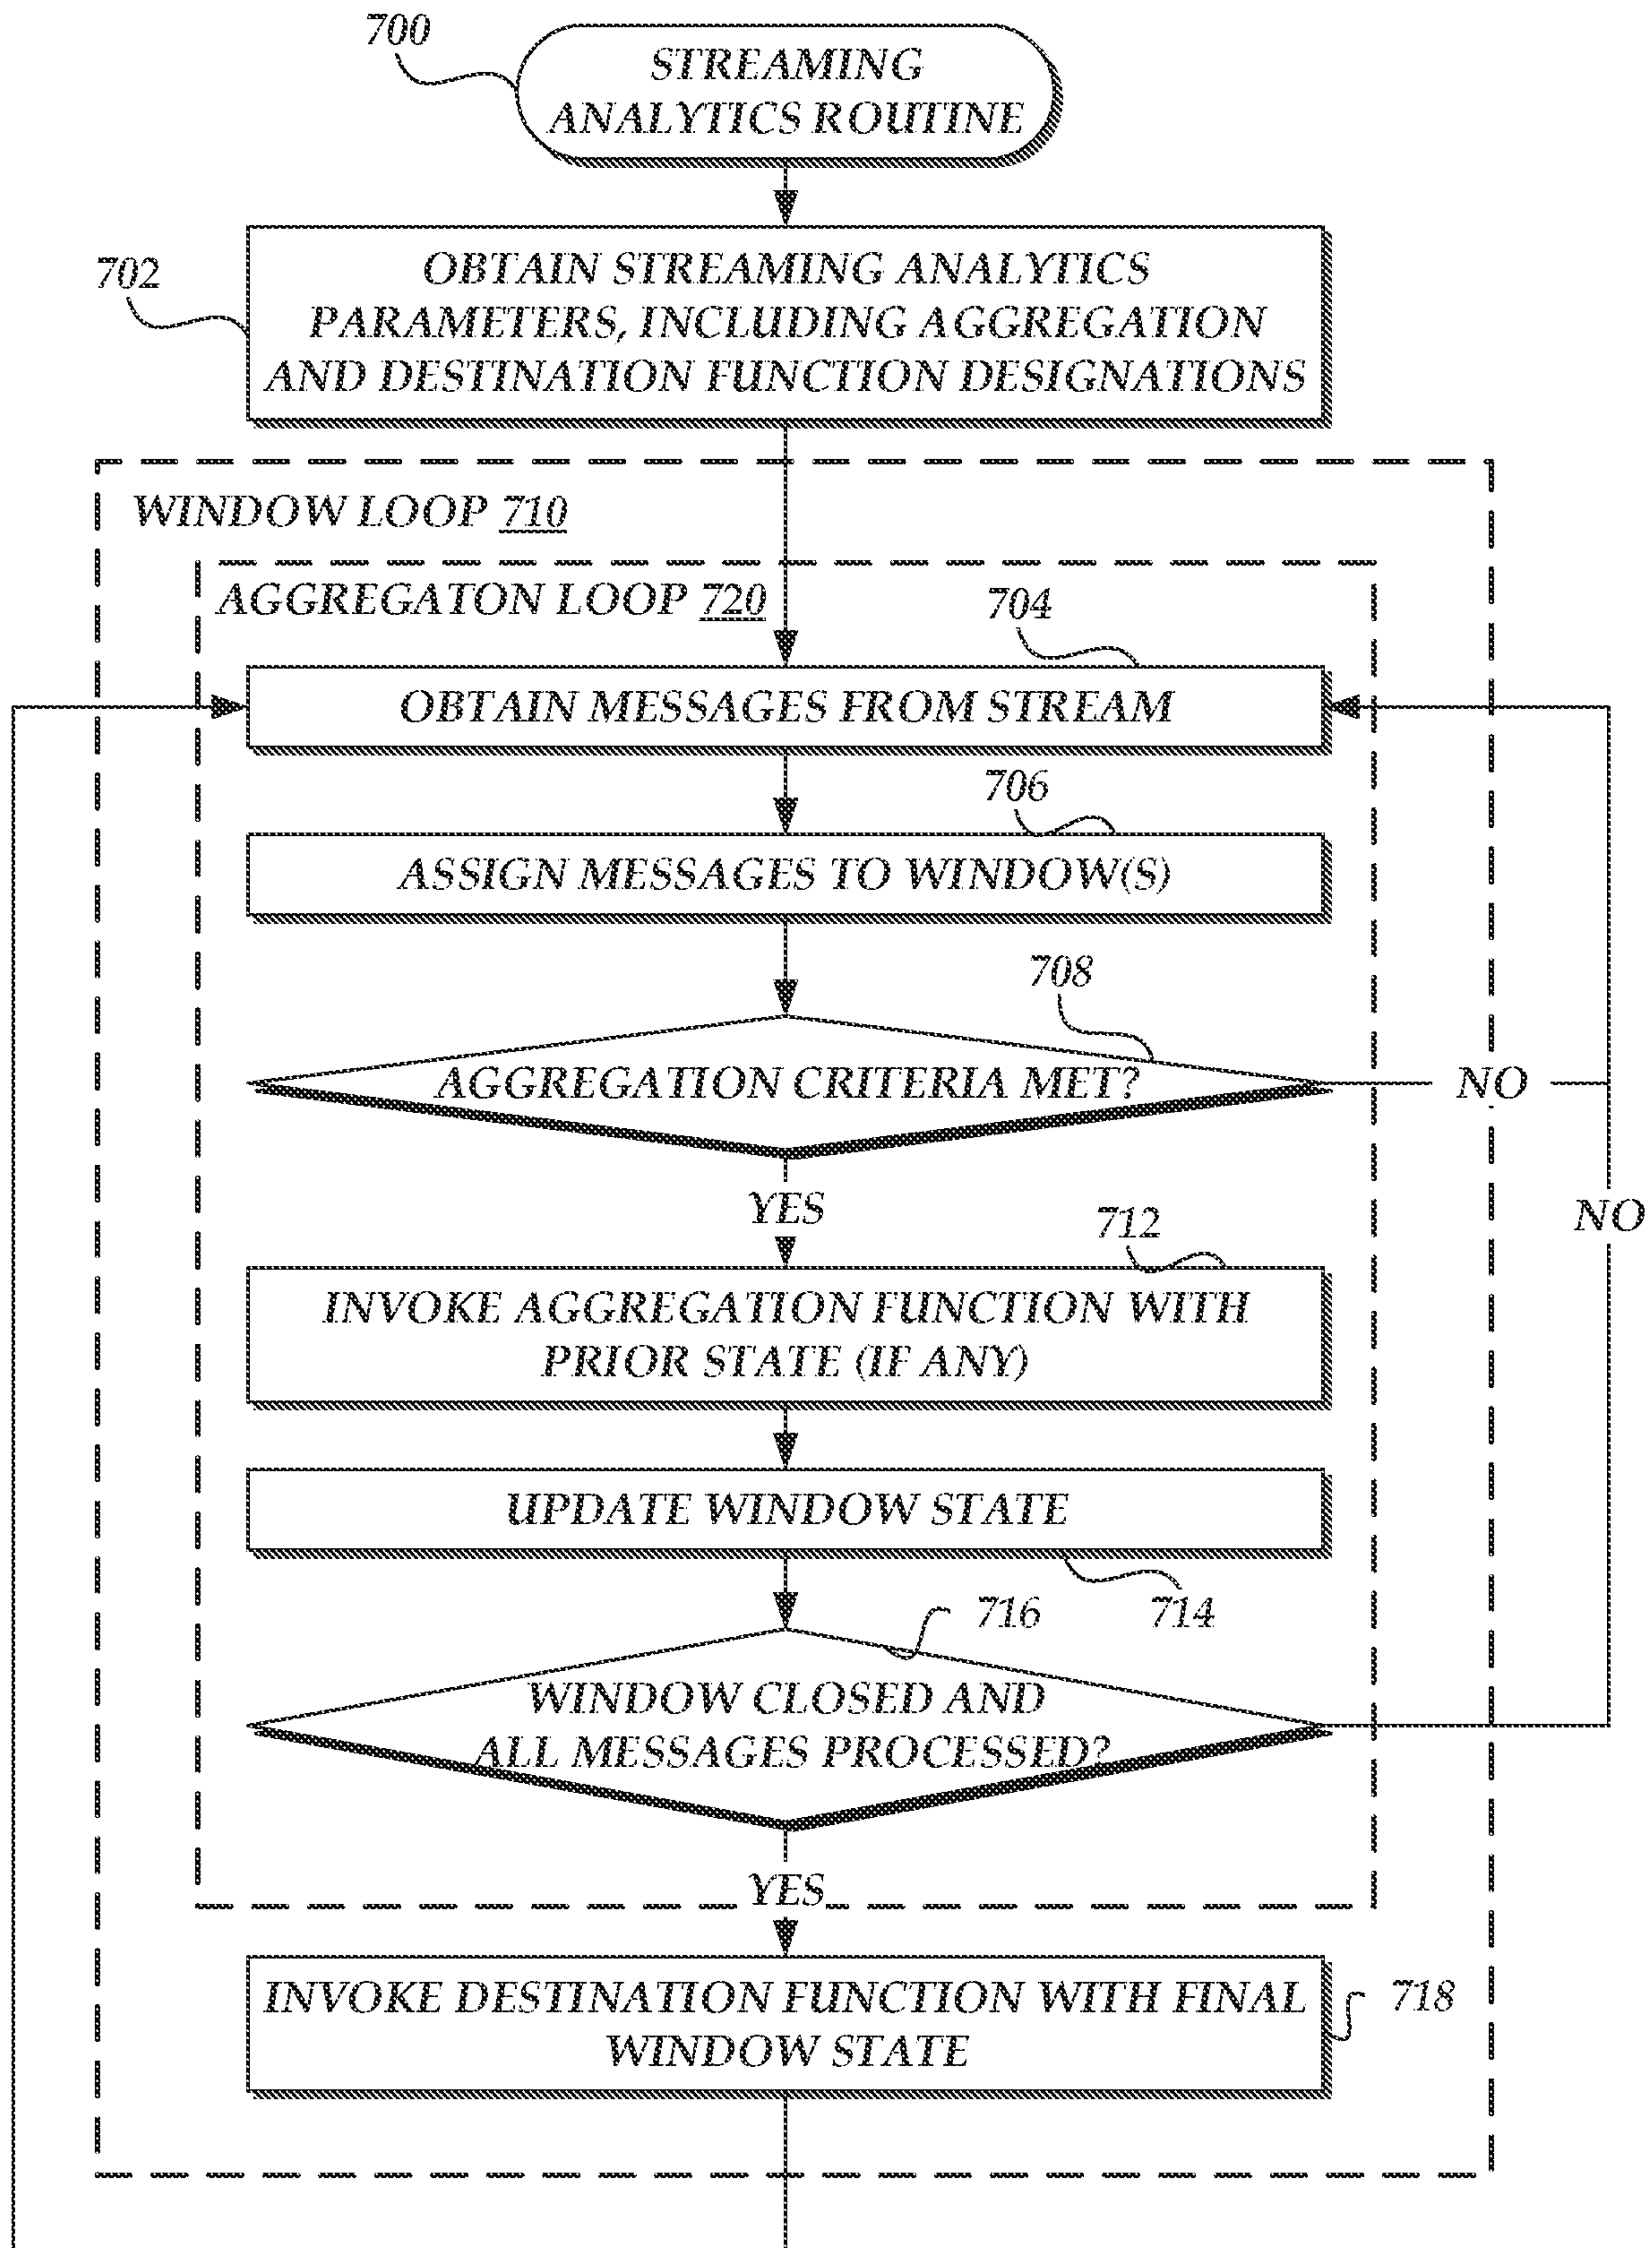 700
STREAMING
ANALYTICS ROUTINE
702
OBTAIN STREAMING ANALYTICS
PARAMETERS, INCLUDING AGGREGATION
AND DESTINATION FUNCTION DESIGNATIONS
WINDOW LOOP 710
AGGREGATON LOOP 720
704
OBTAIN MESSAGES FROM STREAM
706
ASSIGN MESSAGES TO WINDOW(S)
708
AGGREGATION CRITERIA MET?
NO
YES
NO
712
INVOKE AGGREGATION FUNCTION WITH
PRIOR STATE (IF ANY)
UPDATE WINDOW STATE
714
716
WINDOW CLOSED AND
ALL MESSAGES PROCESSED?
YES
INVOKE DESTINATION FUNCTION WITH FINAL
WINDOW STATE
718